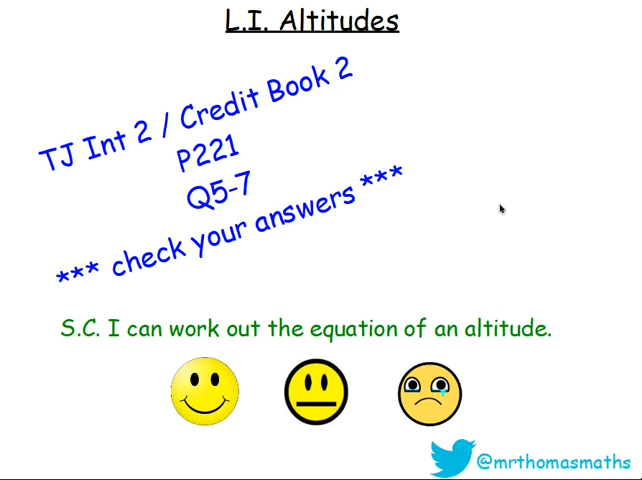 L.I. Altitudes
TJ Int 2 / Credit Book 2
P221
Q5-7
*** check your answers ***
S.C. I can work out the equation of an altitude.
@mrthomasmaths